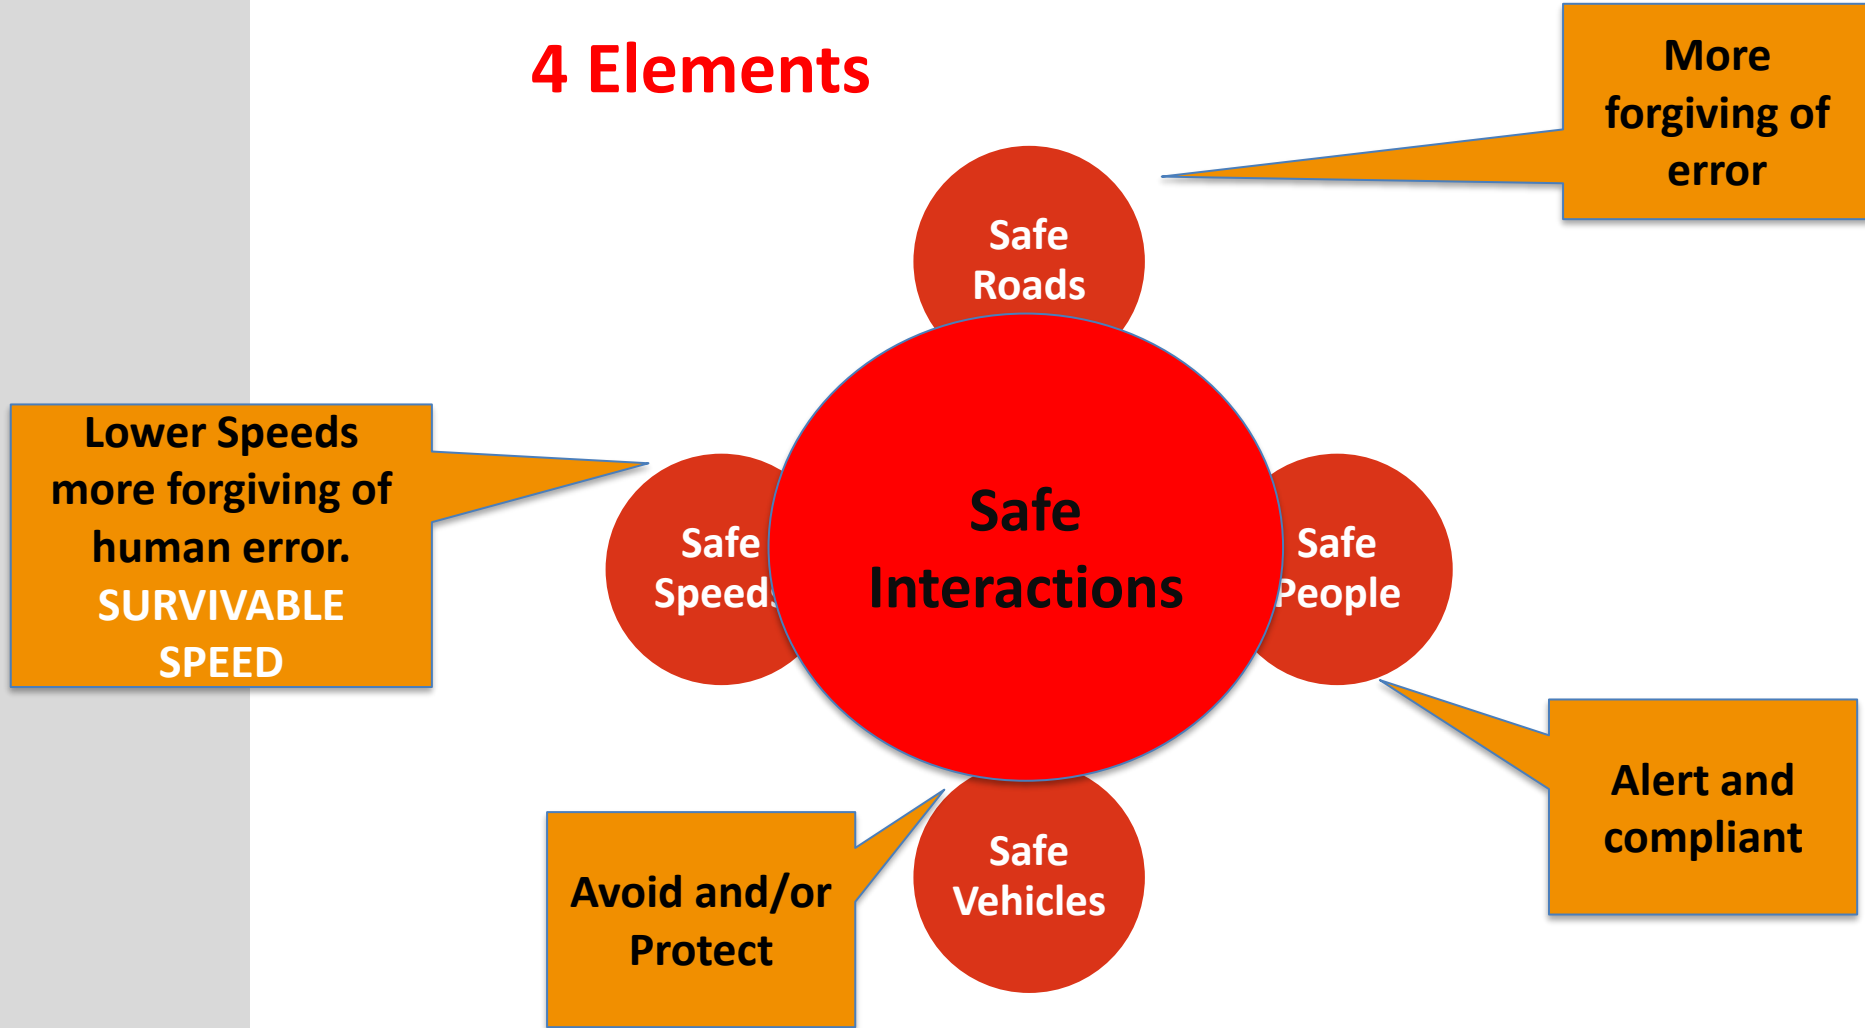 4 Elements
More
forgiving of
error
Safe
Roads
Lower Speeds
more forgiving of
human error.
SURVIVABLE
SPEED
Safe
Speeds
Safe
Interactions
Safe
People
Alert and
compliant
Avoid and/or
Protect
Safe
Vehicles